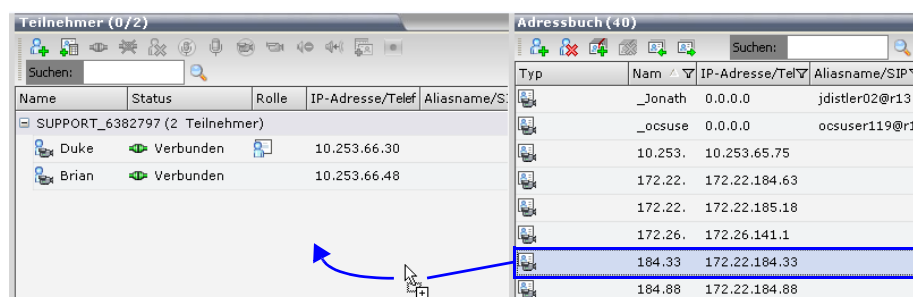 Teilnehmer (0/2)
Suchen:
Name Status Rolle IP-Adresse/Telef Aliasname/S
SUPPORT_6382797 (2 Teilnehmer)
Duke Verbunden 10.253.66.30
Brian Verbunden 10.253.66.48
Adressbuch (40)
Suchen:
Typ Nam IP-Adresse/Tel Aliasname/SIP
_Jonath 0.0.0.0 jdistler02@r13
_ocsuse 0.0.0.0 ocsuser119@r1
10.253. 10.253.65.75
172.22. 172.22.184.63
172.22. 172.22.185.18
172.26. 172.26.141.1
184.33 172.22.184.33
184.88 172.22.184.88